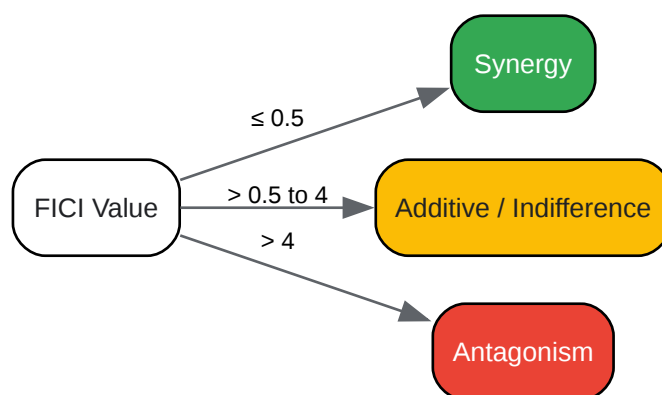 Synergy
≤ 0.5
FICI Value
> 0.5 to 4
Additive / Indifference
> 4
Antagonism